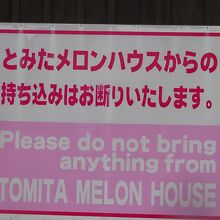 とみたメロンハウスからの
持ち込みはお断りいたします。
Please do not bring
anything from
TOMITA MELON HOUSE